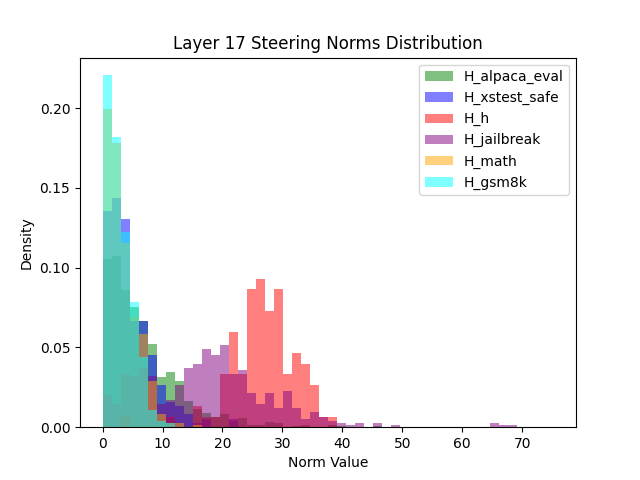 Layer 17 Steering Norms Distribution
H_alpaca_eval
H_xstest_safe
H_h
H_jailbreak
H_math
H_gsm8k
0.20
0.15
0.10
0.05
0.00
Density
0 10 20 30 40 50 60 70
Norm Value